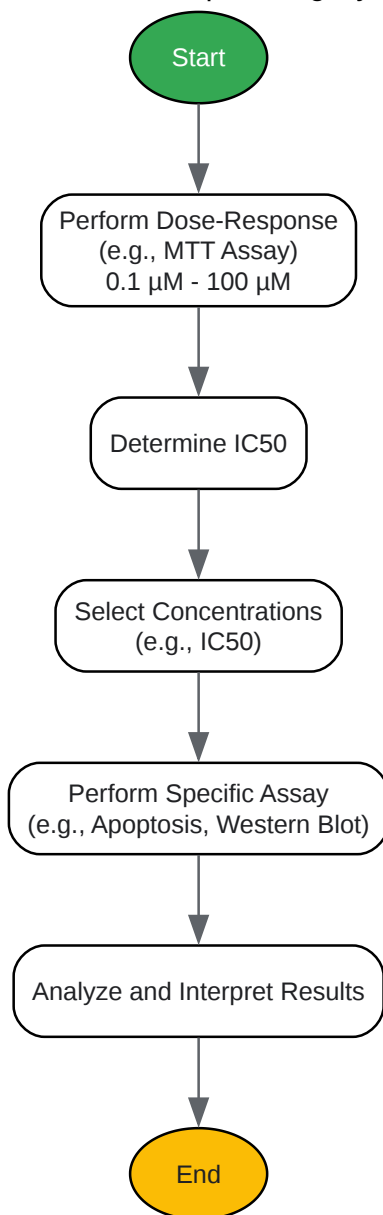 Start
Perform Dose-Response
(e.g., MTT Assay)
0.1 µM - 100 µM
Determine IC50
Select Concentrations
(e.g., IC50)
Perform Specific Assay
(e.g., Apoptosis, Western Blot)
Analyze and Interpret Results
End